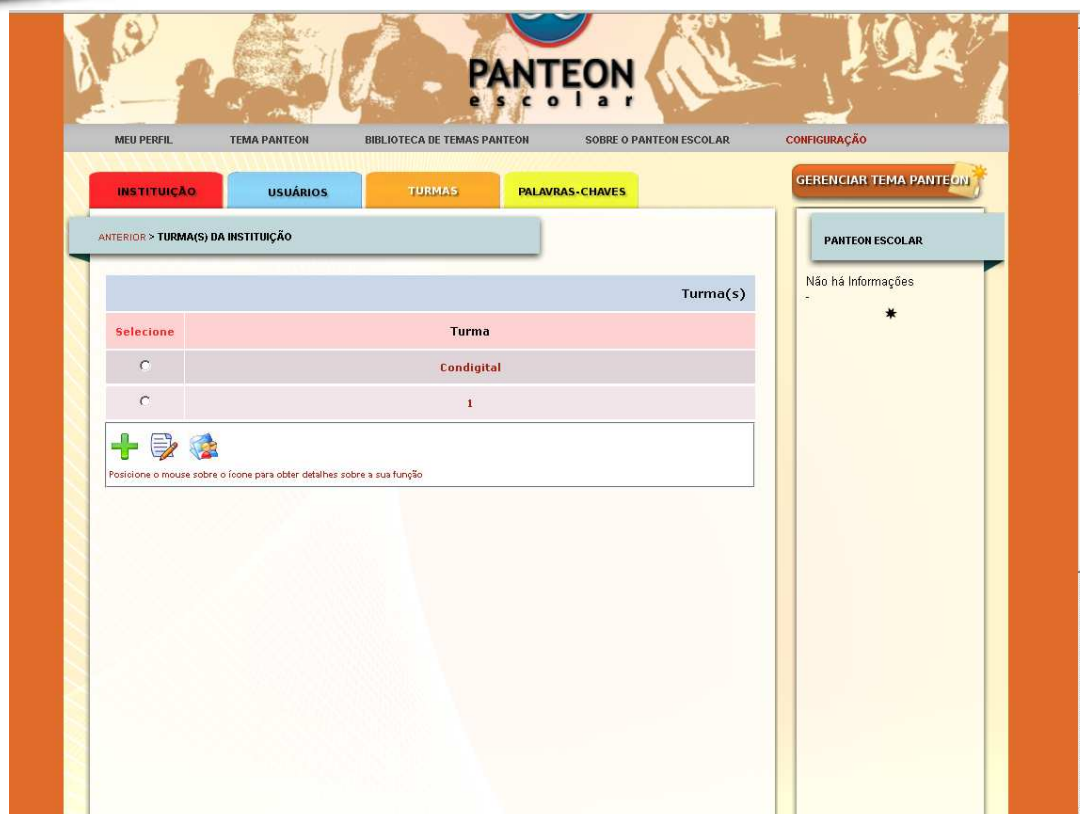 PANTEON
escolar
MEU PERFIL TEMA PANTEON BIBLIOTECA DE TEMAS PANTEON SOBRE O PANTEON ESCOLAR CONFIGURAÇÃO
INSTITUIÇÃO USUÁRIOS TURMAS PALAVRAS-CHAVES
GERENCIAR TEMA PANTEON
ANTERIOR > TURMA(S) DA INSTITUIÇÃO
PANTEON ESCOLAR
Não há Informações
-
Turma(s)
Selecione Turma
Condigital
1
Posicione o mouse sobre o ícone para obter detalhes sobre a sua função